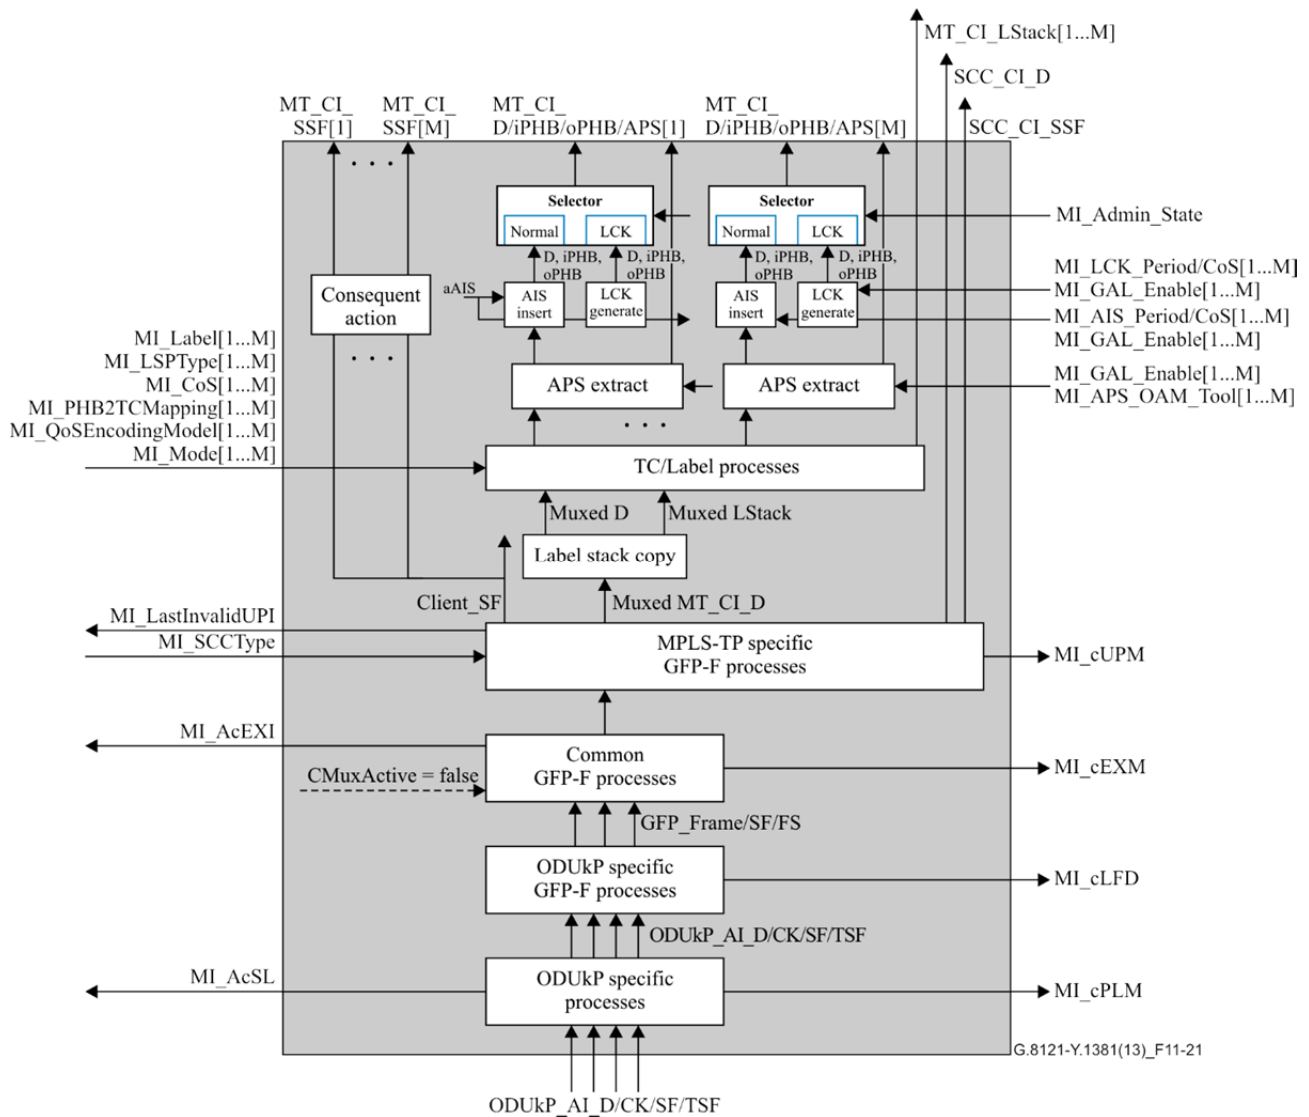 MT_CI_LStack[1...M]
SCC_CI_D
MT_CI_
SSF[1]
MT_CI_
SSF[M]
MT_CI_
D/iPHB/oPHB/APS[1]
MT_CI_
D/iPHB/oPHB/APS[M]
SCC_CI_SSF
. . .
Selector
Normal
LCK
Selector
Normal
LCK
MI_Admin_State
D, iPHB,
oPHB
D, iPHB,
oPHB
D, iPHB,
oPHB
D, iPHB,
oPHB
Consequent
action
aAIS
AIS
insert
LCK
generate
AIS
insert
LCK
generate
MI_LCK_Period/CoS[1...M]
MI_GAL_Enable[1...M]
MI_AIS_Period/CoS[1...M]
MI_GAL_Enable[1...M]
MI_Label[1...M]
MI_LSPType[1...M]
MI_CoS[1...M]
MI_PHB2TCMapping[1...M]
MI_QoSEncodingModel[1...M]
MI_Mode[1...M]
. . .
APS extract
APS extract
MI_GAL_Enable[1...M]
MI_APS_OAM_Tool[1...M]
. . .
TC/Label processes
Muxed D
Muxed LStack
Label stack copy
Client_SF
Muxed MT_CI_D
MI_LastInvalidUPI
MI_SCCType
MPLS-TP specific
GFP-F processes
MI_cUPM
MI_AcEXI
Common
GFP-F processes
MI_cEXM
CMuxActive = false
GFP_Frame/SF/FS
ODUkP specific
GFP-F processes
MI_cLFD
ODUkP_AI_D/CK/SF/TSF
MI_AcSL
ODUkP specific
processes
MI_cPLM
G.8121-Y.1381(13)_F11-21
ODUkP_AI_D/CK/SF/TSF